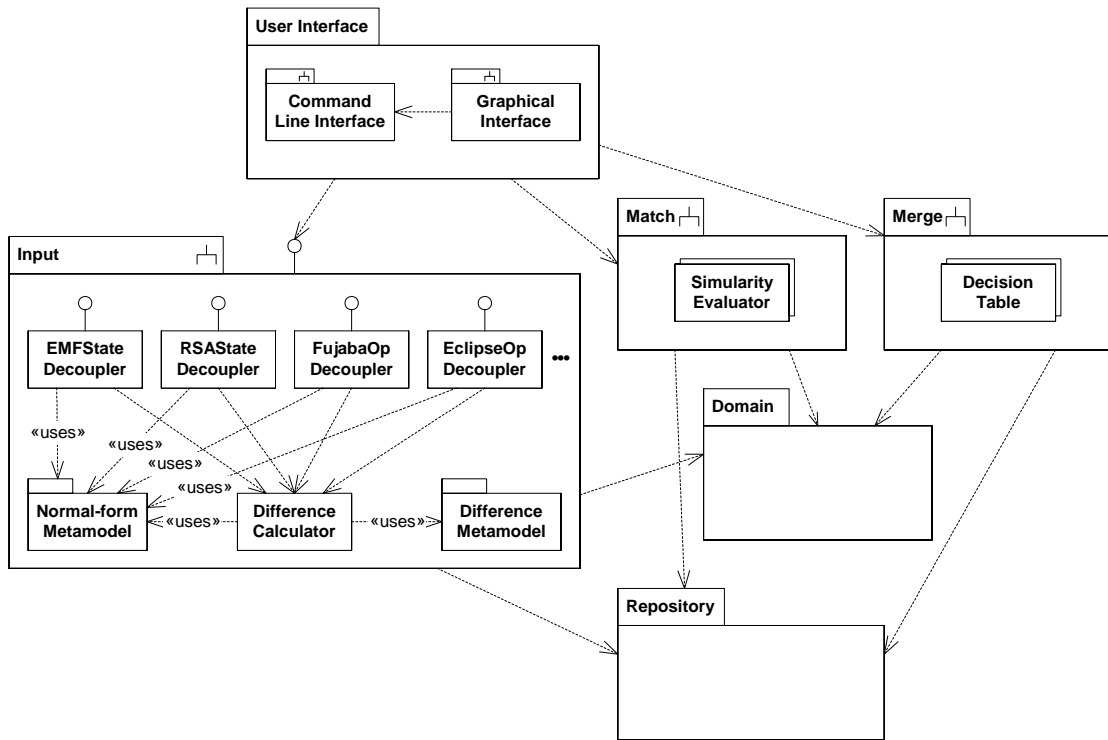 User Interface
Command
Line Interface
Graphical
Interface
Match
Merge
Input
Simularity
Evaluator
Decision
Table
EMFState
Decoupler
RSAState
Decoupler
FujabaOp
Decoupler
EclipseOp
Decoupler
•••
Domain
«uses»
«uses»
«uses»
«uses»
Normal-form
Metamodel
«uses»
Difference
Calculator
«uses»
Difference
Metamodel
Repository